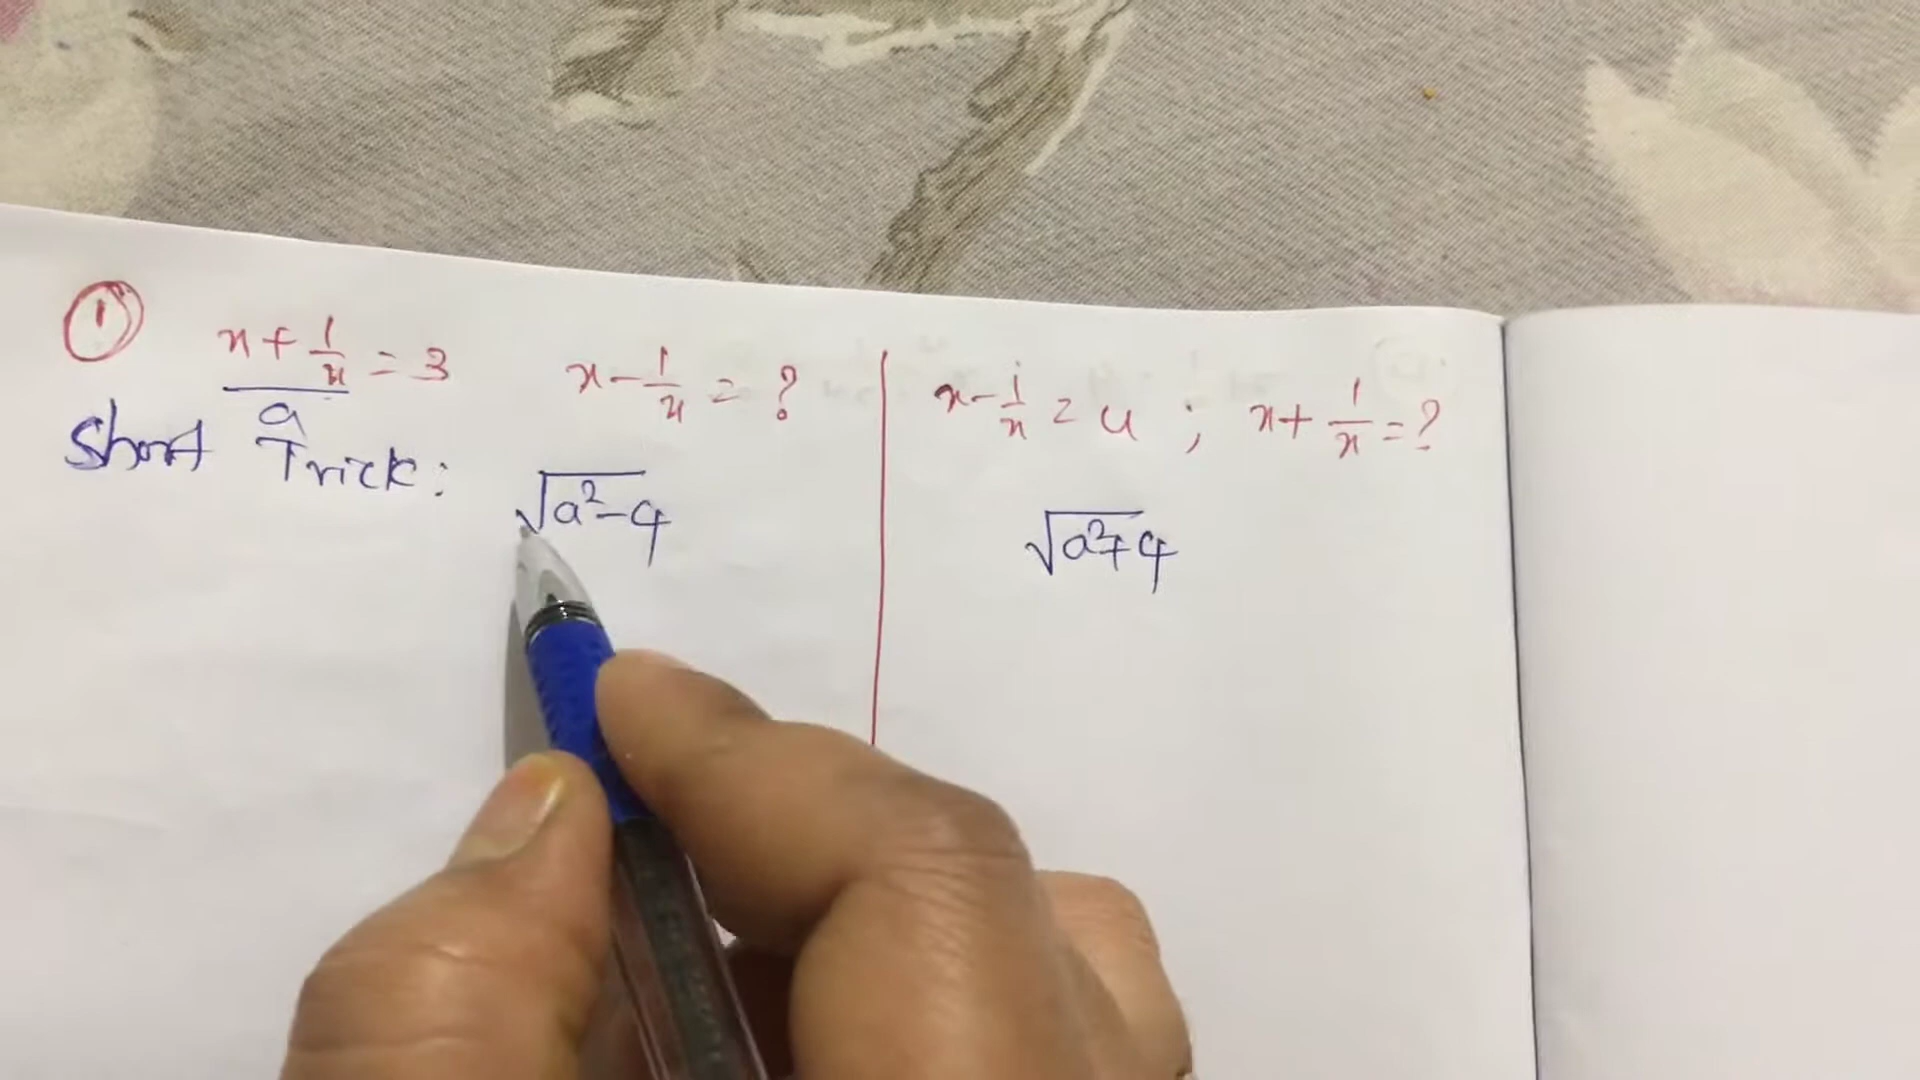 ① x + 1/x = 3 x - 1/x = ?
a
Short Trick: √a²-4
x - 1/x = 4 ; x + 1/x = ?
√a²+4